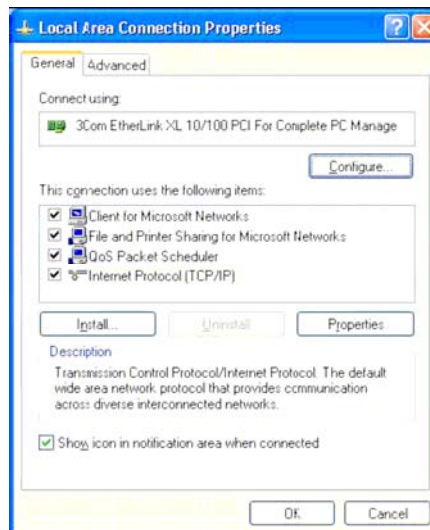 Local Area Connection Properties
General
Advanced
Connect using:
3Com EtherLink XL 10/100 PCI For Complete PC Manage
Configure...
This connection uses the following items:
Client for Microsoft Networks
File and Printer Sharing for Microsoft Networks
QoS Packet Scheduler
Internet Protocol (TCP/IP)
Install...
Uninstall
Properties
Description
Transmission Control Protocol/Internet Protocol. The default
wide area network protocol that provides communication
across diverse interconnected networks.
Show icon in notification area when connected
OK
Cancel